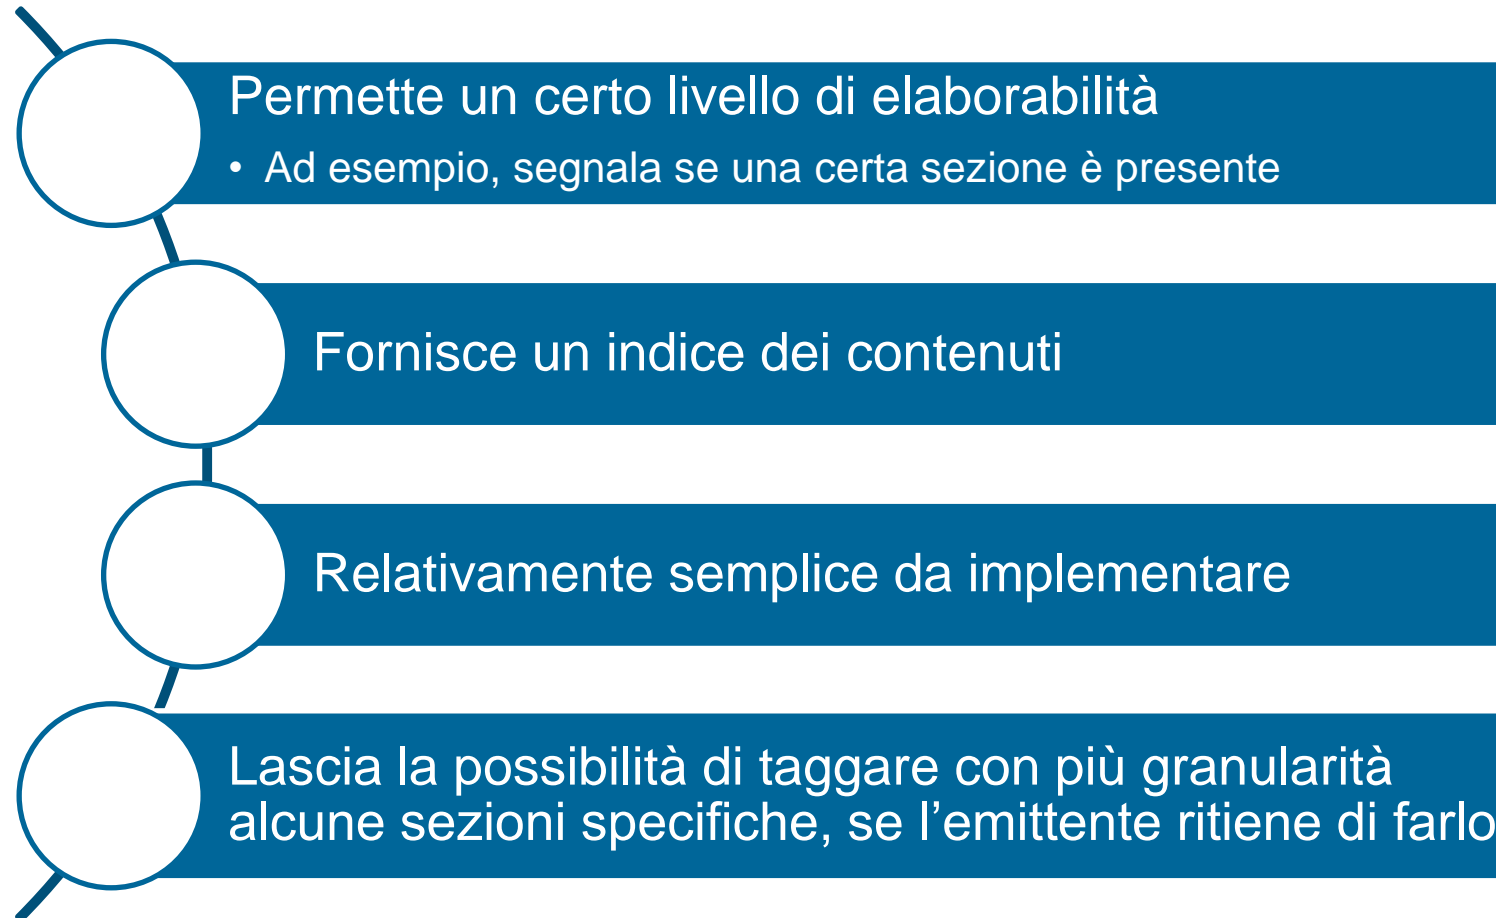 Permette un certo livello di elaborabilità
• Ad esempio, segnala se una certa sezione è presente
Fornisce un indice dei contenuti
Relativamente semplice da implementare
Lascia la possibilità di taggare con più granularità
alcune sezioni specifiche, se l’emittente ritiene di farlo